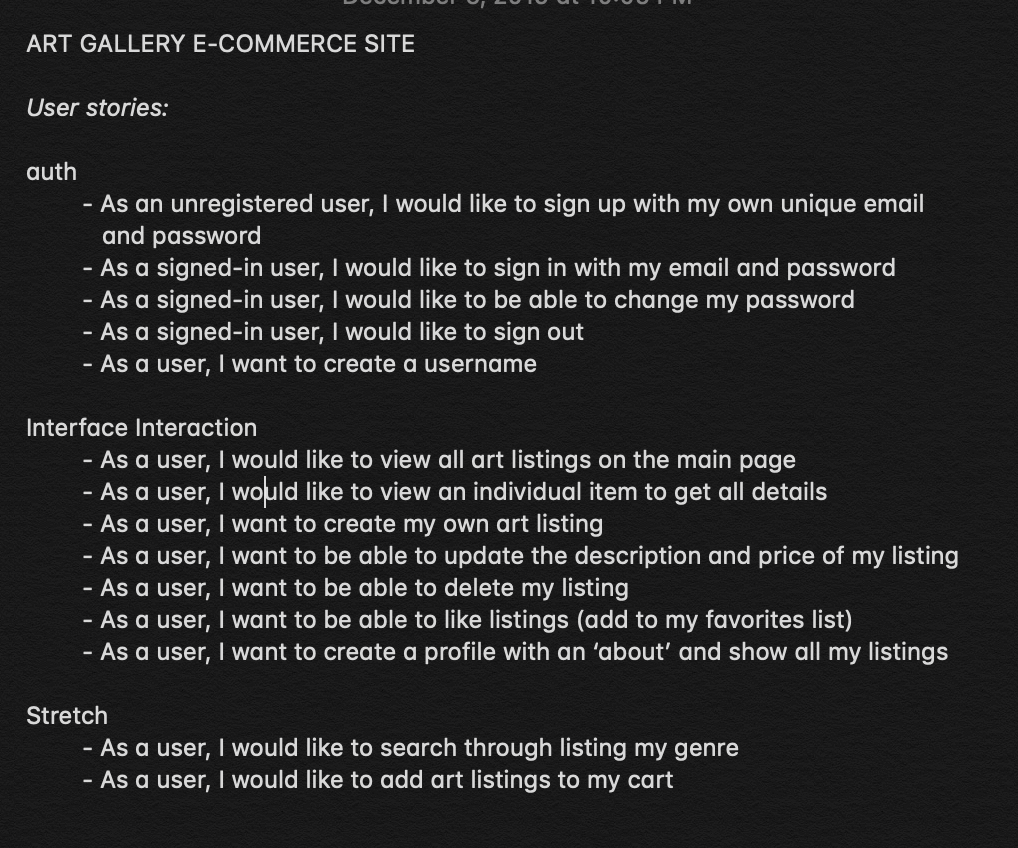 ART GALLERY E-COMMERCE SITE
User stories:
auth
- As an unregistered user, I would like to sign up with my own unique email
and password
- As a signed-in user, I would like to sign in with my email and password
- As a signed-in user, I would like to be able to change my password
- As a signed-in user, I would like to sign out
- As a user, I want to create a username
Interface Interaction
- As a user, I would like to view all art listings on the main page
- As a user, I would like to view an individual item to get all details
- As a user, I want to create my own art listing
- As a user, I want to be able to update the description and price of my listing
- As a user, I want to be able to delete my listing
- As a user, I want to be able to like listings (add to my favorites list)
- As a user, I want to create a profile with an ‘about’ and show all my listings
Stretch
- As a user, I would like to search through listing my genre
- As a user, I would like to add art listings to my cart